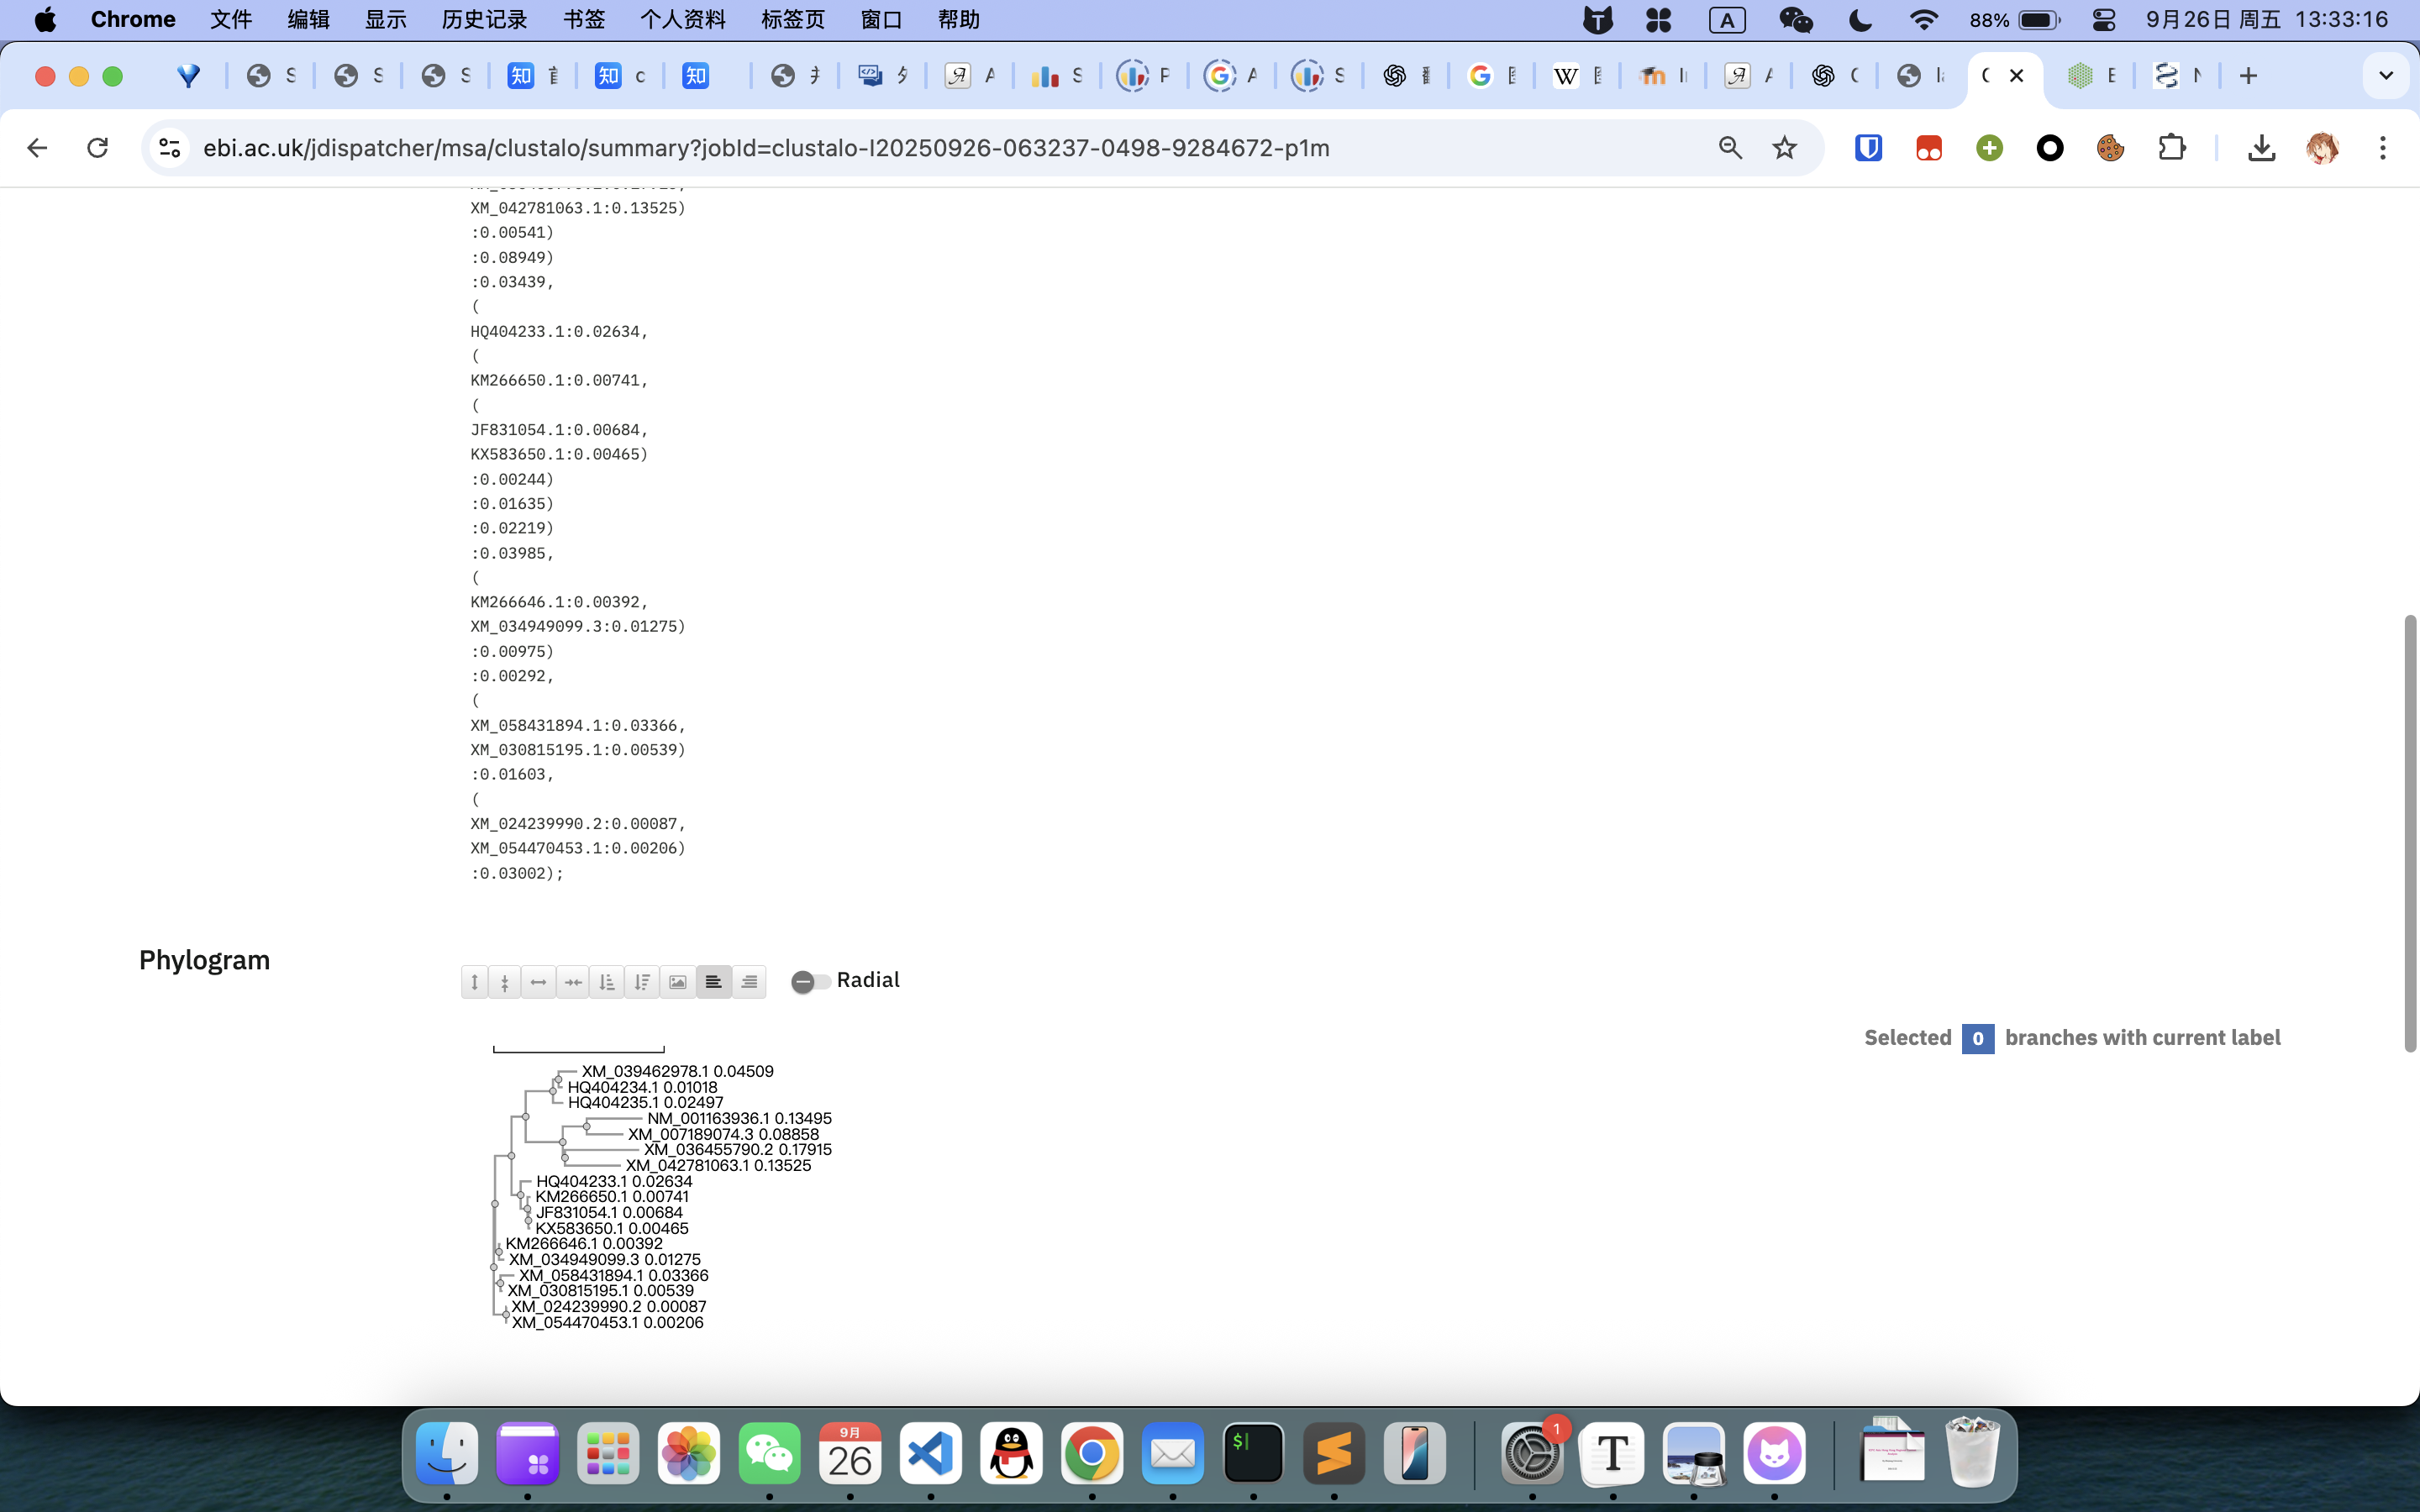 Chrome 文件 编辑 显示 历史记录 书签 个人资料 标签页 窗口 帮助 A 88% 9月26日 周五 13:33:16
知 知 知
ebi.ac.uk/jdispatcher/msa/clustalo/summary?jobId=clustalo-I20250926-063237-0498-9284672-p1m
XM_042781063.1:0.13525)
:0.00541)
:0.08949)
:0.03439,
(
HQ404233.1:0.02634,
(
KM266650.1:0.00741,
(
JF831054.1:0.00684,
KX583650.1:0.00465)
:0.00244)
:0.01635)
:0.02219)
:0.03985,
(
KM266646.1:0.00392,
XM_034949099.3:0.01275)
:0.00975)
:0.00292,
(
XM_058431894.1:0.03366,
XM_030815195.1:0.00539)
:0.01603,
(
XM_024239990.2:0.00087,
XM_054470453.1:0.00206)
:0.03002);
Phylogram
Radial
Selected 0 branches with current label
XM_039462978.1 0.04509
HQ404234.1 0.01018
HQ404235.1 0.02497
NM_001163936.1 0.13495
XM_007189074.3 0.08858
XM_036455790.2 0.17915
XM_042781063.1 0.13525
HQ404233.1 0.02634
KM266650.1 0.00741
JF831054.1 0.00684
KX583650.1 0.00465
KM266646.1 0.00392
XM_034949099.3 0.01275
XM_058431894.1 0.03366
XM_030815195.1 0.00539
XM_024239990.2 0.00087
XM_054470453.1 0.00206
9月
26
$
1
T